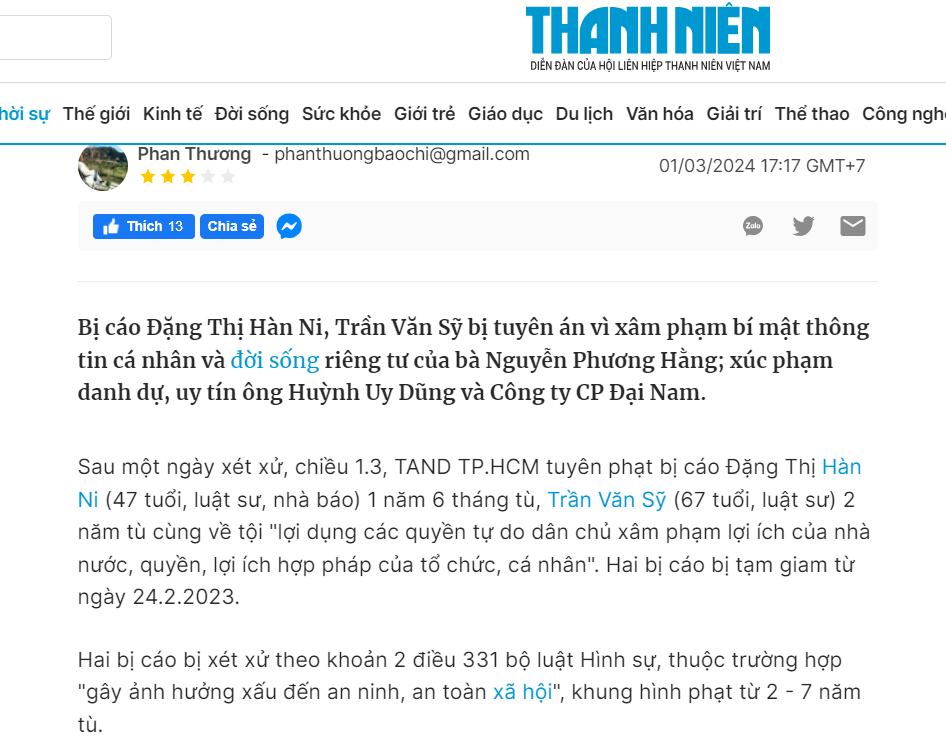 THANH NIÊN
DIỄN ĐÀN CỦA HỘI LIÊN HIỆP THANH NIÊN VIỆT NAM
hời sự Thế giới Kinh tế Đời sống Sức khỏe Giới trẻ Giáo dục Du lịch Văn hóa Giải trí Thể thao Công nghệ
Phan Thương - phanthuongbaochi@gmail.com
01/03/2024 17:17 GMT+7
Thích 13 Chia sẻ Zalo
Bị cáo Đặng Thị Hàn Ni, Trần Văn Sỹ bị tuyên án vì xâm phạm bí mật thông
tin cá nhân và đời sống riêng tư của bà Nguyễn Phương Hằng; xúc phạm
danh dự, uy tín ông Huỳnh Uy Dũng và Công ty CP Đại Nam.
Sau một ngày xét xử, chiều 1.3, TAND TP.HCM tuyên phạt bị cáo Đặng Thị Hàn
Ni (47 tuổi, luật sư, nhà báo) 1 năm 6 tháng tù, Trần Văn Sỹ (67 tuổi, luật sư) 2
năm tù cùng về tội "lợi dụng các quyền tự do dân chủ xâm phạm lợi ích của nhà
nước, quyền, lợi ích hợp pháp của tổ chức, cá nhân". Hai bị cáo bị tạm giam từ
ngày 24.2.2023.
Hai bị cáo bị xét xử theo khoản 2 điều 331 bộ luật Hình sự, thuộc trường hợp
"gây ảnh hưởng xấu đến an ninh, an toàn xã hội", khung hình phạt từ 2 - 7 năm
tù.